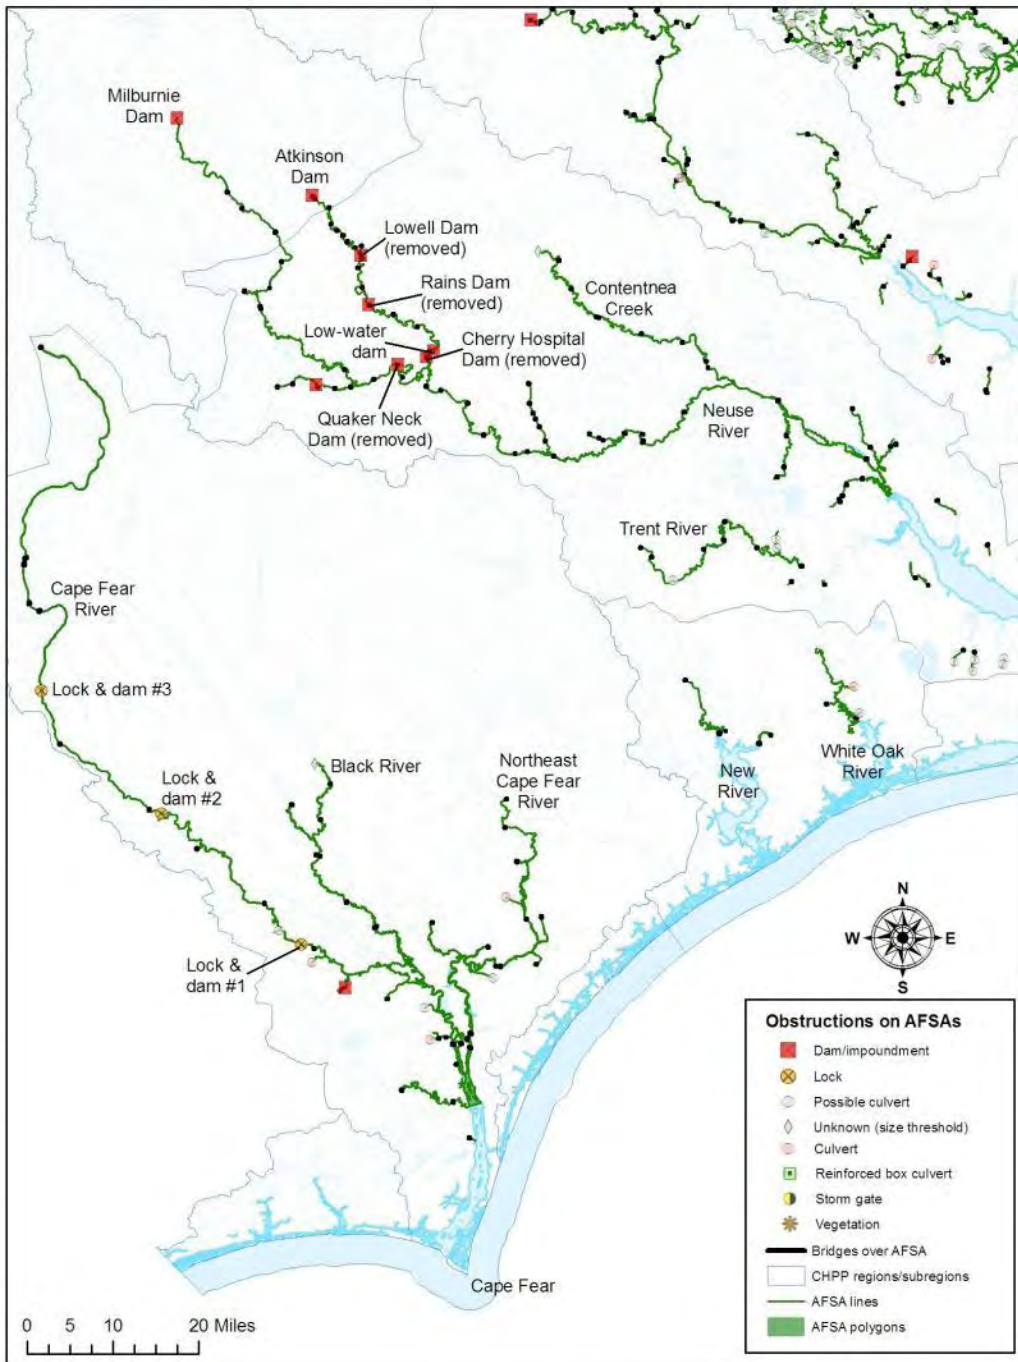 Milburnie
Dam
Atkinson
Dam
Lowell Dam
(removed)
Rains Dam
(removed)
Contentnea
Creek
Low-water
dam
Cherry Hospital
Dam (removed)
Quaker Neck
Dam (removed)
Neuse
River
Trent River
Cape Fear
River
Lock & dam #3
Lock &
dam #2
Black River
Northeast
Cape Fear
River
New
River
White Oak
River
Lock &
dam #1
N
W
E
S
Cape Fear
0 5 10 20 Miles
Obstructions on AFSAs
Dam/impoundment
Lock
Possible culvert
Unknown (size threshold)
Culvert
Reinforced box culvert
Storm gate
Vegetation
Bridges over AFSA
CHPP regions/subregions
AFSA lines
AFSA polygons